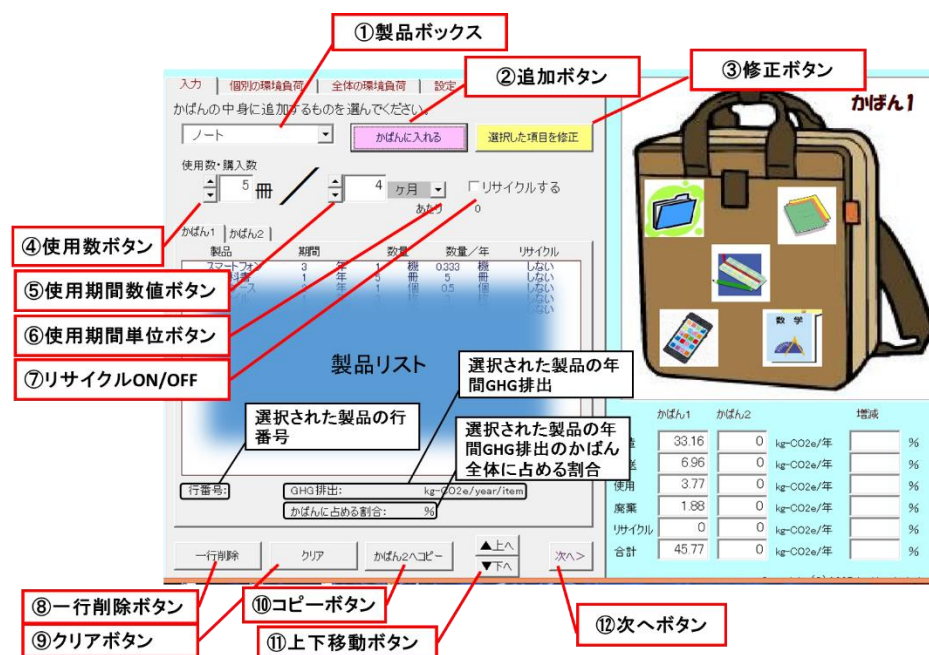 ①製品ボックス
②追加ボタン
③修正ボタン
入力 個別の環境負荷 全体の環境負荷 設定
かばんの中身に追加するものを選んでください。
かばん1
ノート
かばんに入れる
選択した項目を修正
使用数・購入数
5 冊
4 ヶ月
リサイクルする
あたり 0
④使用数ボタン
かばん1 かばん2
製品 期間 数量 数量/年 リサイクル
スマートフォン 3 年 1 機 0.333 機 しない
1 年 5 冊 5 冊 しない
年 1 個 0.5 個 しない
しない
⑤使用期間数値ボタン
⑥使用期間単位ボタン
⑦リサイクルON/OFF
製品リスト
数学
選択された製品の年
間GHG排出
選択された製品の行
番号
選択された製品の年
間GHG排出のかばん
全体に占める割合
行番号: GHG排出: kg-CO2e/year/item
かばんに占める割合: %
かばん1 かばん2 増減
33.16 0 kg-CO2e/年 %
6.96 0 kg-CO2e/年 %
使用 3.77 0 kg-CO2e/年 %
廃棄 1.88 0 kg-CO2e/年 %
リサイクル 0 0 kg-CO2e/年 %
合計 45.77 0 kg-CO2e/年 %
一行削除
クリア
かばん2へコピー
▲上へ
▼下へ
次へ>
⑧一行削除ボタン
⑨クリアボタン
⑩コピーボタン
⑪上下移動ボタン
⑫次へボタン